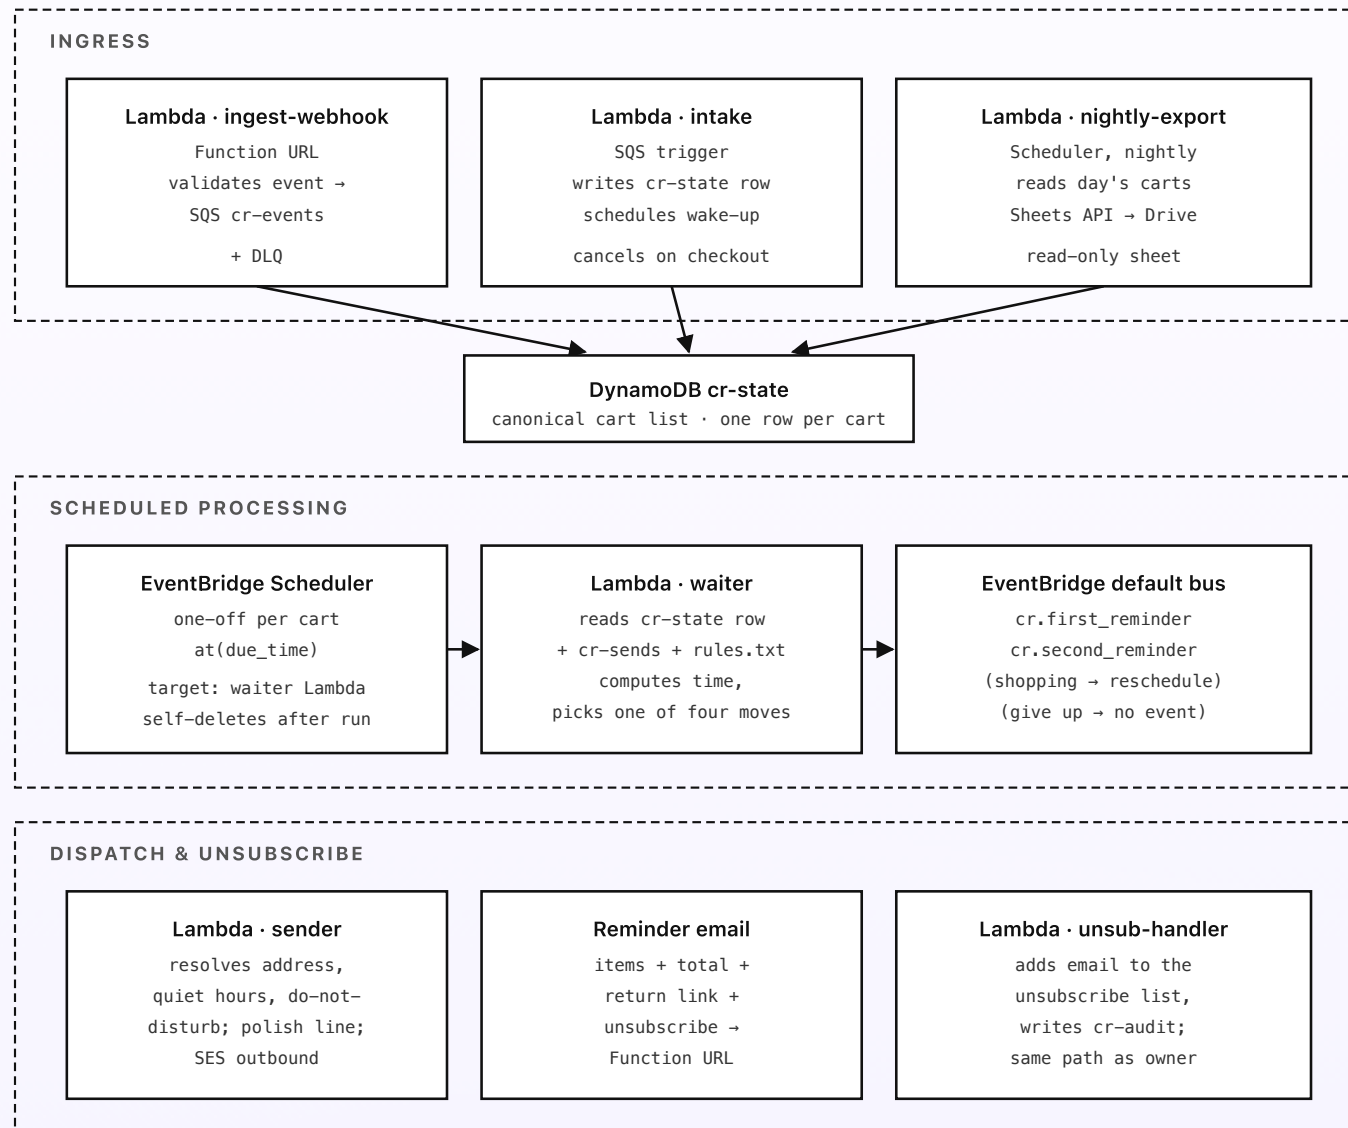 INGRESS
Lambda · ingest-webhook
Function URL
validates event →
SQS cr-events
+ DLQ
Lambda · intake
SQS trigger
writes cr-state row
schedules wake-up
cancels on checkout
Lambda · nightly-export
Scheduler, nightly
reads day's carts
Sheets API → Drive
read-only sheet
DynamoDB cr-state
canonical cart list · one row per cart
SCHEDULED PROCESSING
EventBridge Scheduler
one-off per cart
at(due_time)
target: waiter Lambda
self-deletes after run
Lambda · waiter
reads cr-state row
+ cr-sends + rules.txt
computes time,
picks one of four moves
EventBridge default bus
cr.first_reminder
cr.second_reminder
(shopping → reschedule)
(give up → no event)
DISPATCH & UNSUBSCRIBE
Lambda · sender
resolves address,
quiet hours, do-not-
disturb; polish line;
SES outbound
Reminder email
items + total +
return link +
unsubscribe →
Function URL
Lambda · unsub-handler
adds email to the
unsubscribe list,
writes cr-audit;
same path as owner